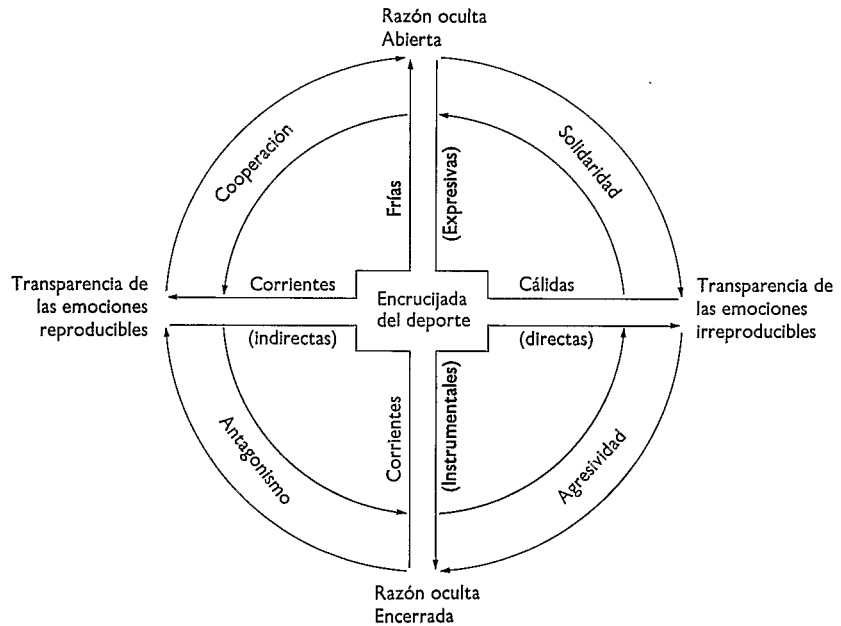 Razón oculta
Abierta
Cooperación
Solidaridad
Frías
(Expresivas)
Transparencia de
las emociones
reproducibles
Corrientes
(indirectas)
Encrucijada
del deporte
Cálidas
(directas)
Transparencia de
las emociones
irreproducibles
Antagonismo
Corrientes
(Instrumentales)
Agresividad
Razón oculta
Encerrada